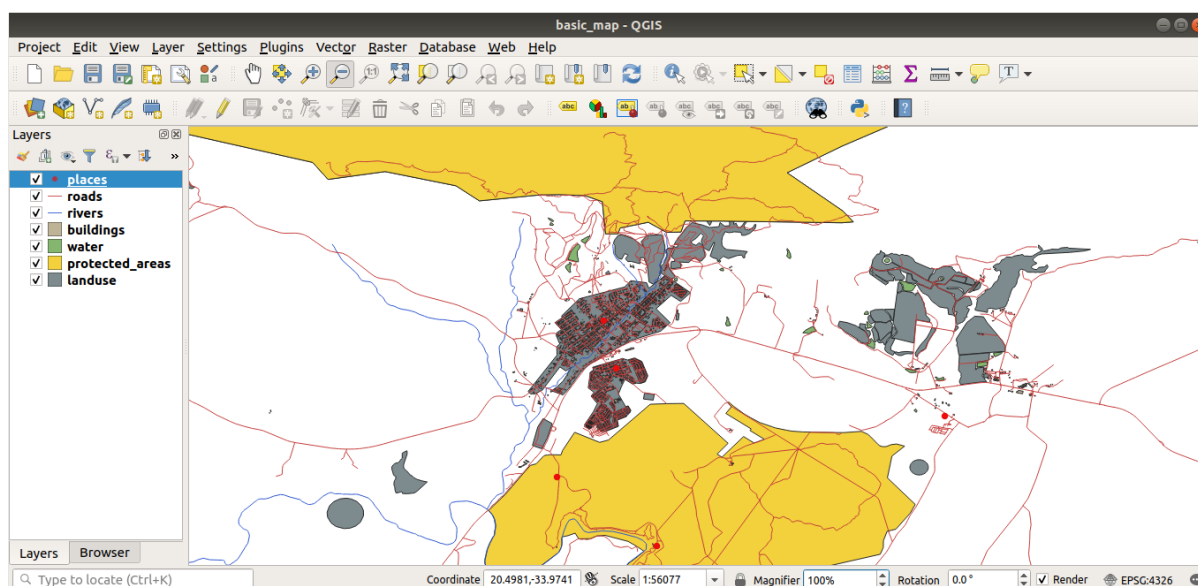 basic_map - QGIS
Project Edit View Layer Settings Plugins Vector Raster Database Web Help
Layers
places
roads
rivers
buildings
water
protected_areas
landuse
Layers Browser
Type to locate (Ctrl+K) Coordinate 20.4981,-33.9741 Scale 1:56077 Magnifier 100% Rotation 0.0° Render EPSG:4326